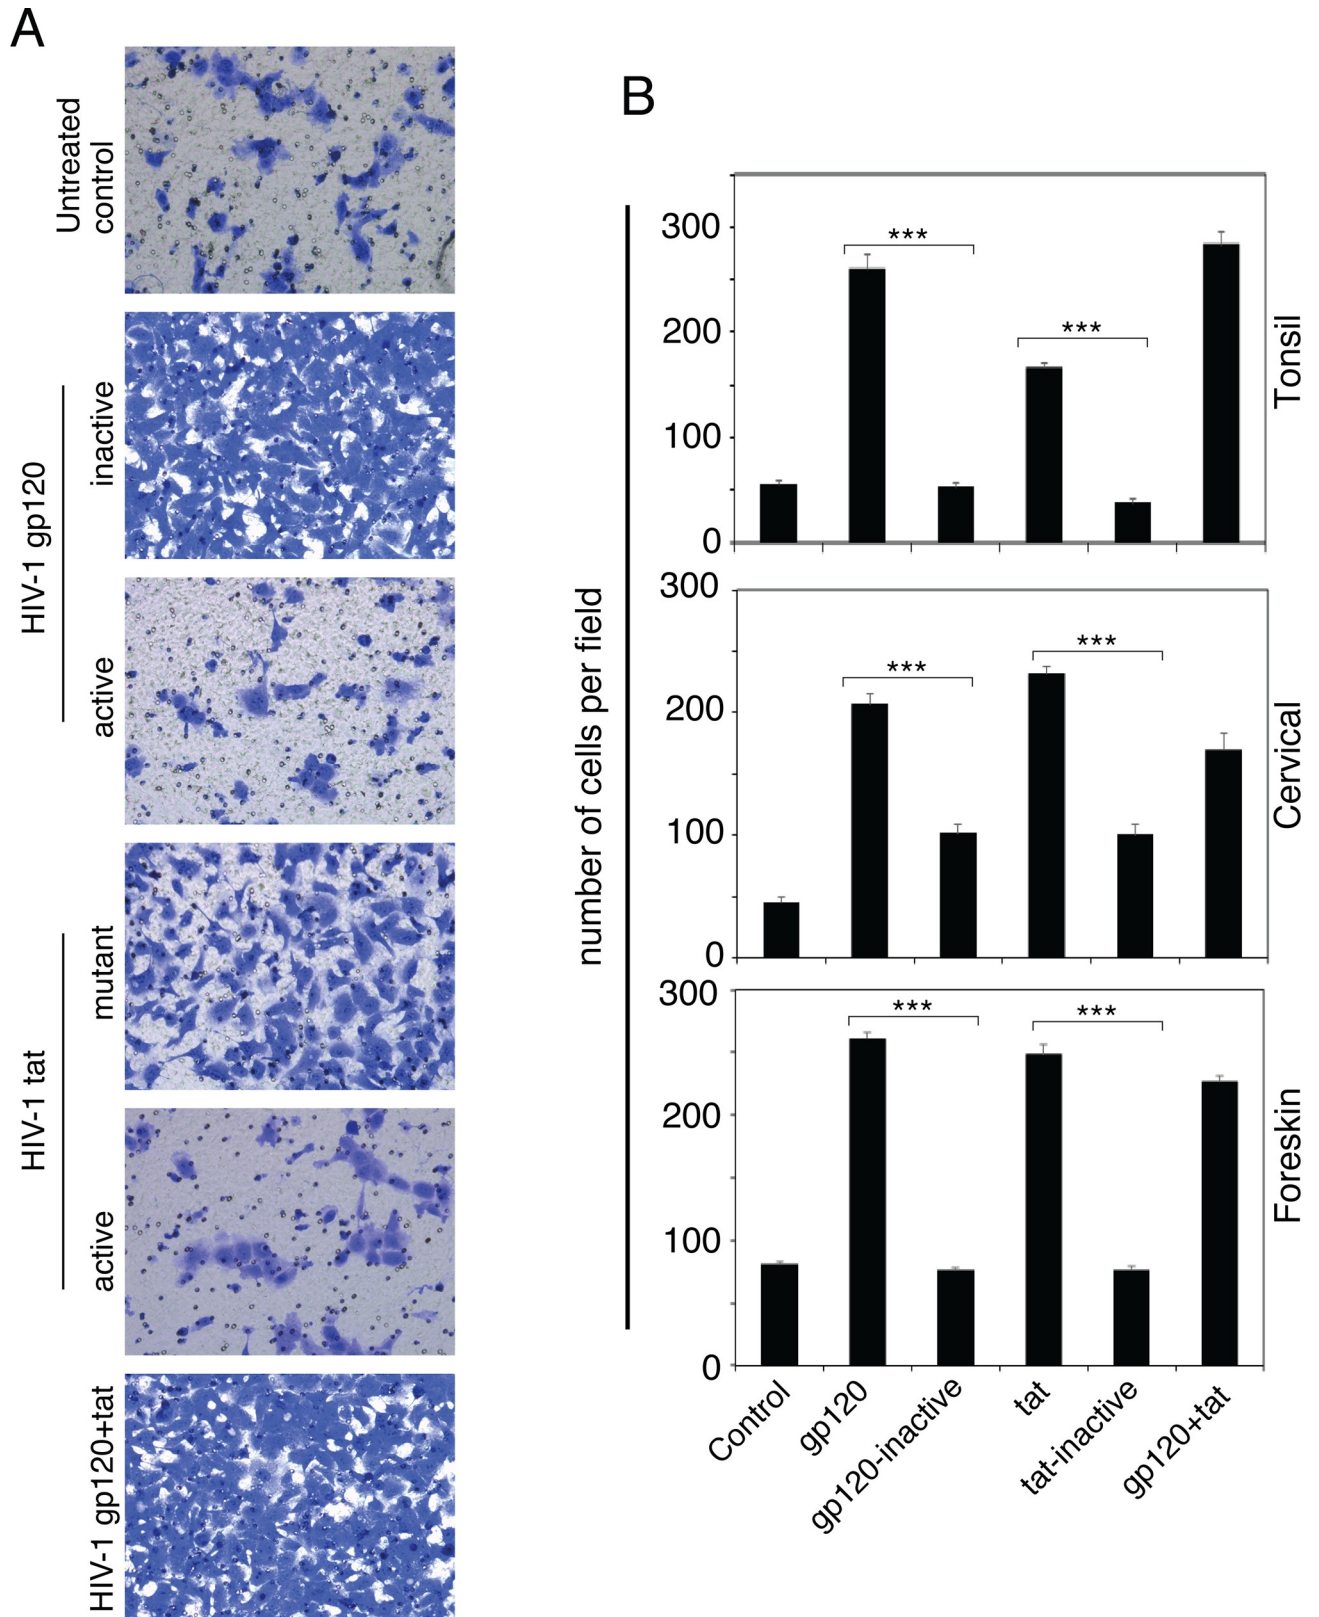 A
Untreated
control
HIV-1 gp120
inactive
active
HIV-1 tat
mutant
active
HIV-1 gp120+tat
B
number of cells per field
300
200
100
0
***
***
Tonsil
300
200
100
0
***
***
Cervical
300
200
100
0
***
***
Foreskin
Control
gp120
gp120-inactive
tat
tat-inactive
gp120+tat